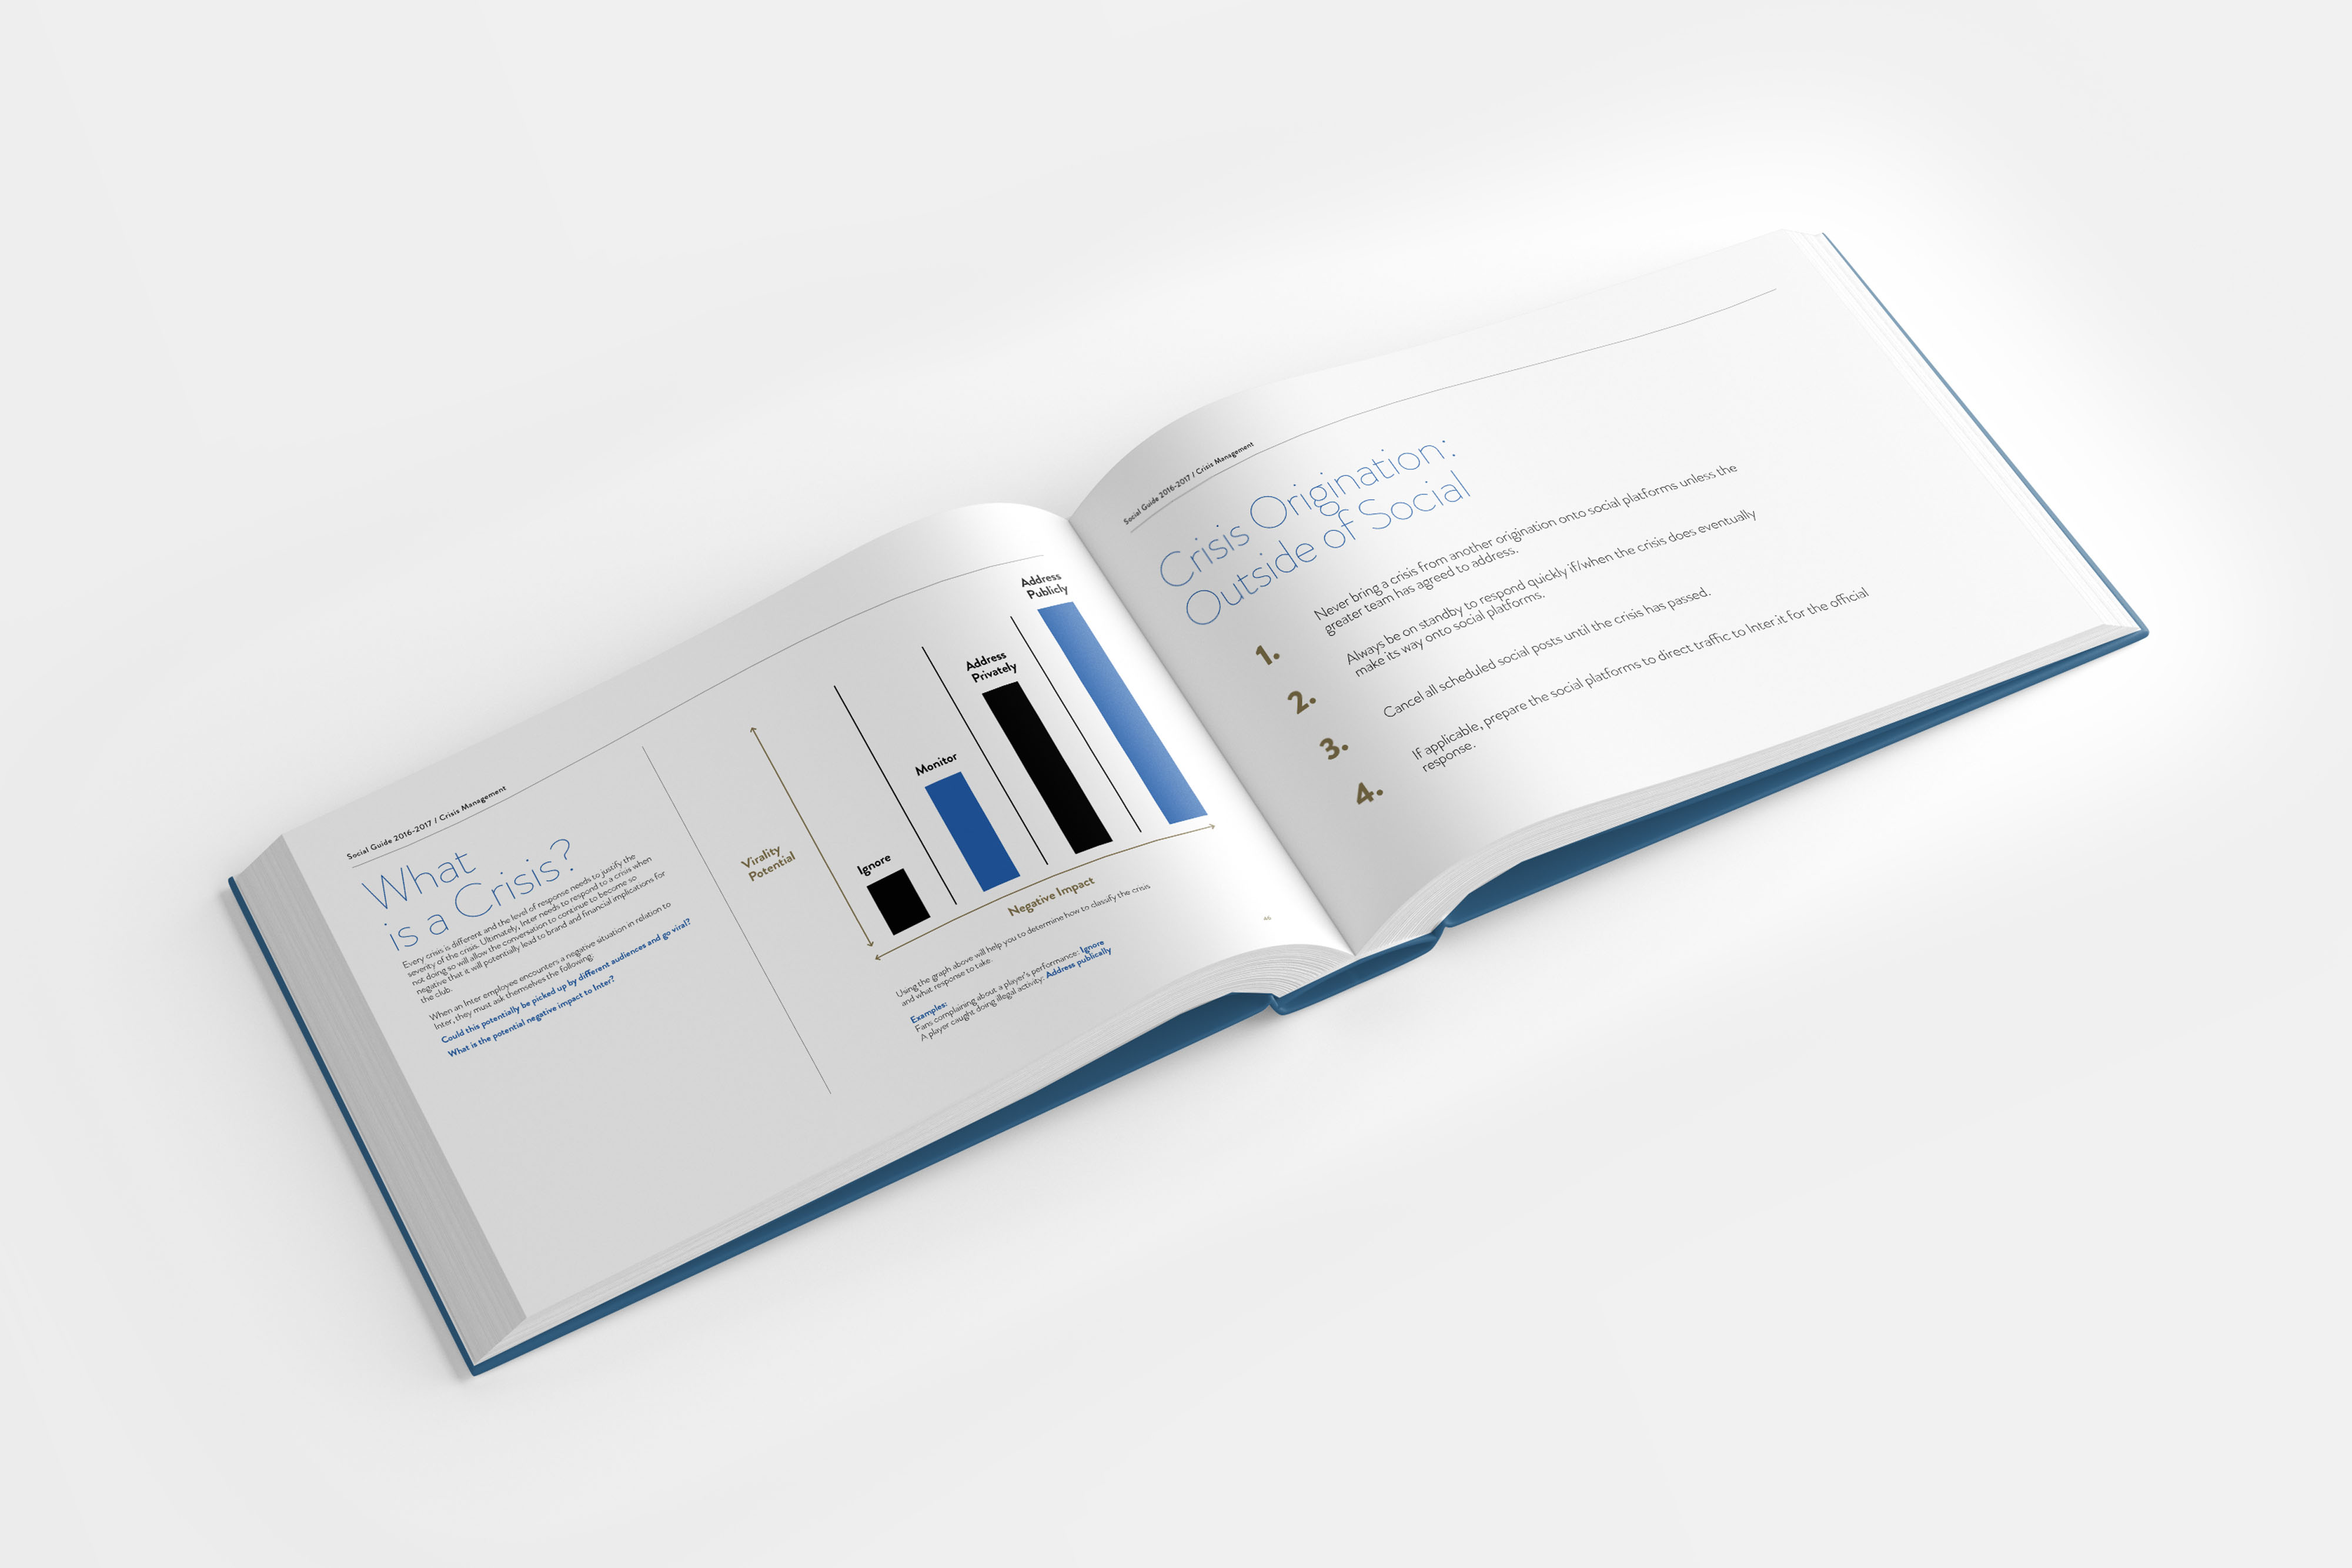 Social Guide 2016-2017 / Crisis Management
What
is a Crisis?
Every crisis is different and the level of response needs to justify the
severity of the crisis. Ultimately, Inter needs to respond to a crisis when
not doing so will allow the conversation to continue to become so
negative that it will potentially lead to brand and financial implications for
the club.
When an Inter employee encounters a negative situation in relation to
Inter, they must ask themselves the following:
Could this potentially be picked up by different audiences and go viral?
What is the potential negative impact to Inter?
Virality
Potential
Ignore
Monitor
Address
Privately
Address
Publicly
Negative Impact
Using the graph above will help you to determine how to classify the crisis
and what response to take.
Examples:
Fans complaining about a player's performance: Ignore
A player caught doing illegal activity: Address publically
46
Social Guide 2016-2017 / Crisis Management
Crisis Origination:
Outside of Social
1. Never bring a crisis from another origination onto social platforms unless the
greater team has agreed to address.
2. Always be on standby to respond quickly if/when the crisis does eventually
make its way onto social platforms.
3. Cancel all scheduled social posts until the crisis has passed.
4. If applicable, prepare the social platforms to direct traffic to Inter.it for the official
response.